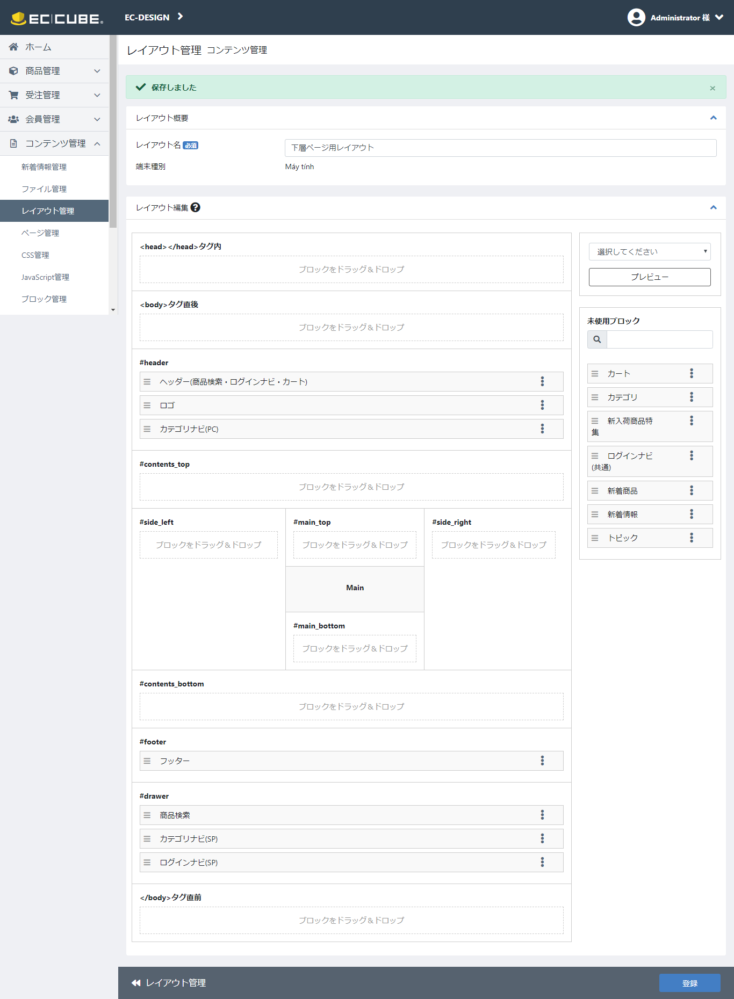 EC CUBE®
EC-DESIGN
Administrator 様
ホーム
商品管理
受注管理
会員管理
コンテンツ管理
新着情報管理
ファイル管理
レイアウト管理
ページ管理
CSS管理
JavaScript管理
ブロック管理
レイアウト管理 コンテンツ管理
保存しました ×
レイアウト概要
レイアウト名 必須
下層ページ用レイアウト
端末種別
Máy tính
レイアウト編集 ?
<head></head>タグ内
ブロックをドラッグ＆ドロップ
<body>タグ直後
ブロックをドラッグ＆ドロップ
#header
ヘッダー(商品検索・ログインナビ・カート)
ロゴ
カテゴリナビ(PC)
#contents_top
ブロックをドラッグ＆ドロップ
#side_left
ブロックをドラッグ＆ドロップ
#main_top
ブロックをドラッグ＆ドロップ
Main
#main_bottom
ブロックをドラッグ＆ドロップ
#side_right
ブロックをドラッグ＆ドロップ
#contents_bottom
ブロックをドラッグ＆ドロップ
#footer
フッター
#drawer
商品検索
カテゴリナビ(SP)
ログインナビ(SP)
</body>タグ直前
ブロックをドラッグ＆ドロップ
選択してください
プレビュー
未使用ブロック
カート
カテゴリ
新入荷商品特
集
ログインナビ
(共通)
新着商品
新着情報
トピック
レイアウト管理
登録